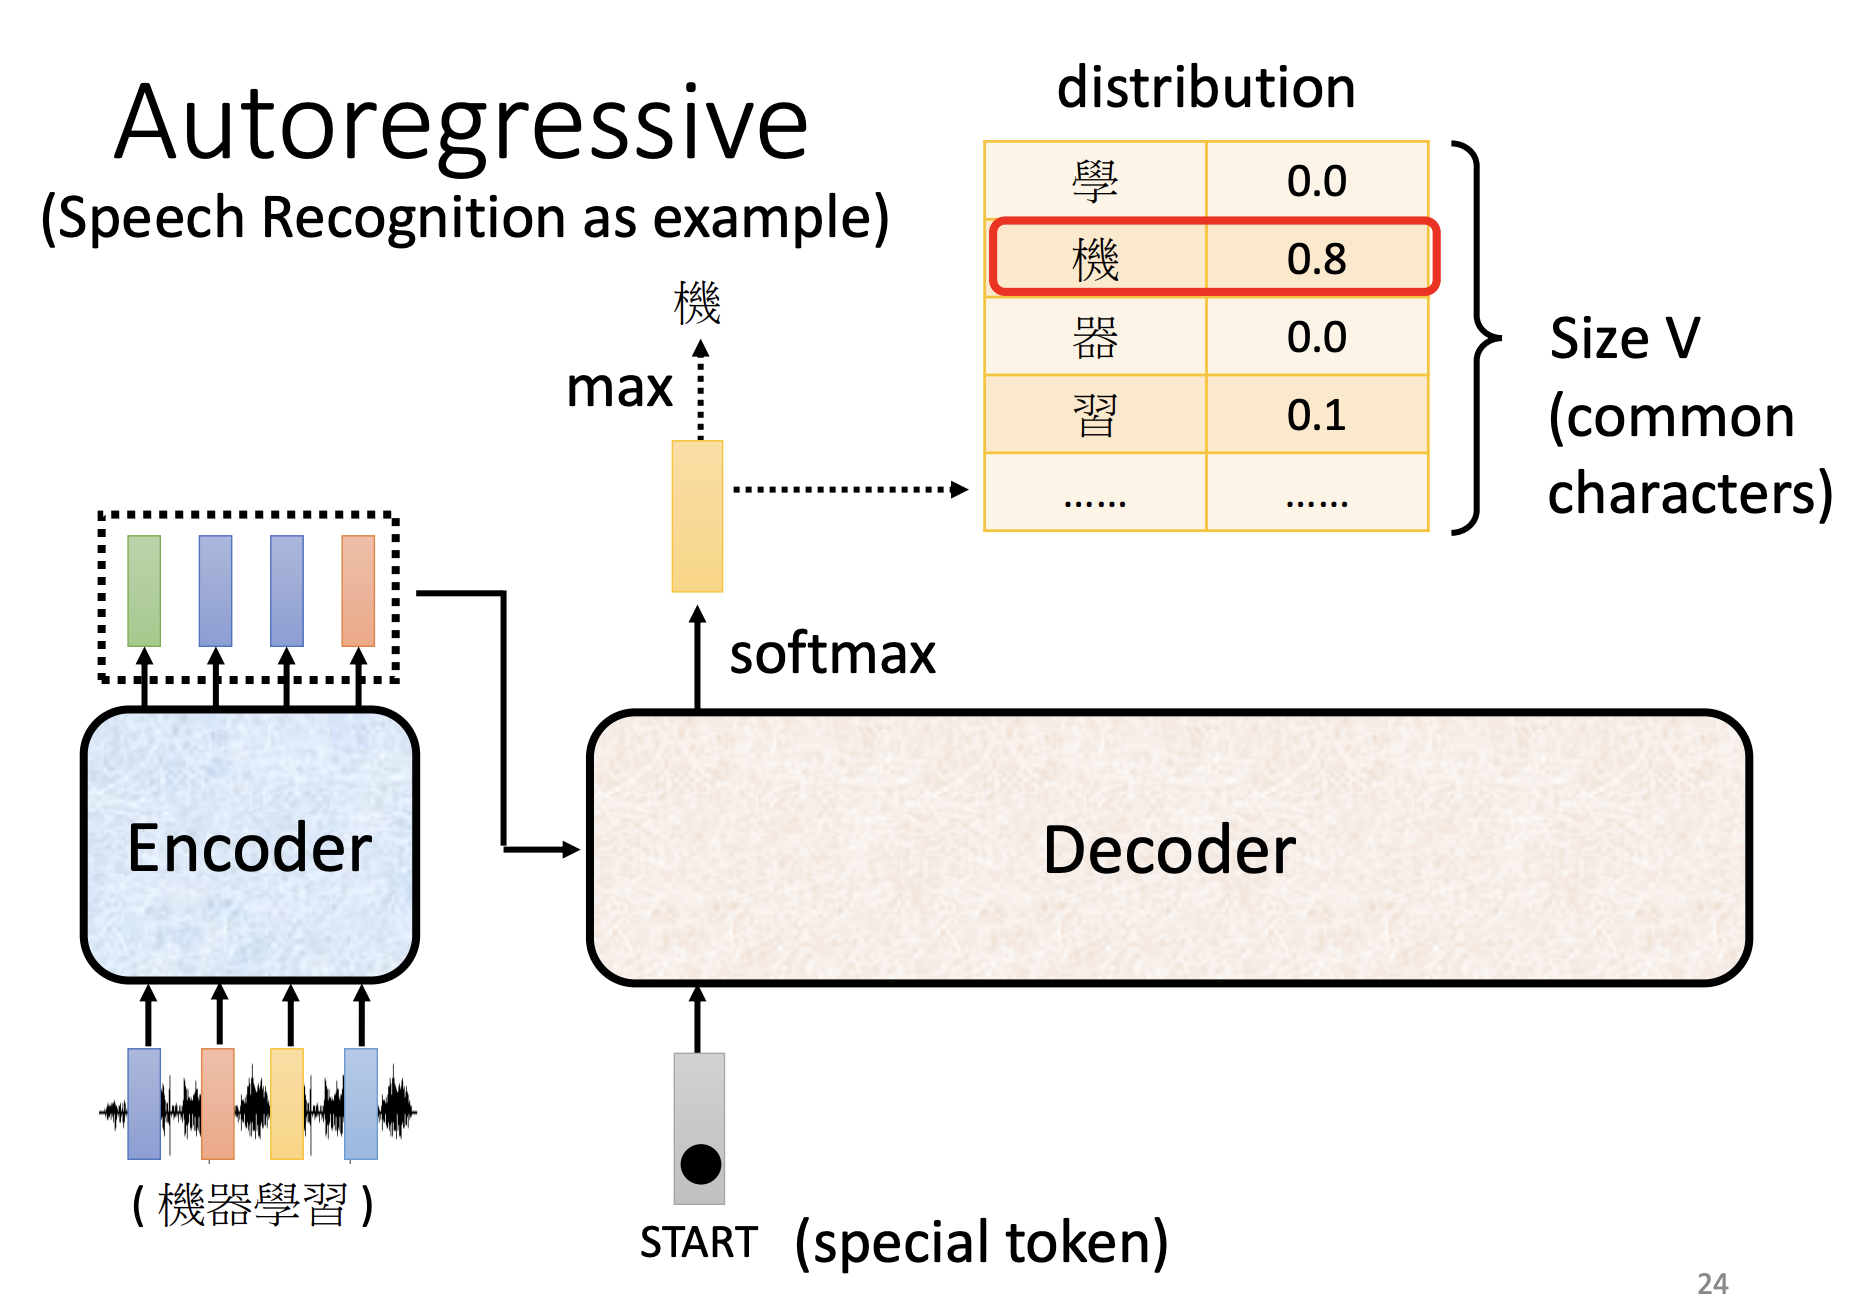 Autoregressive
(Speech Recognition as example)
distribution
學 0.0
機 0.8
器 0.0
習 0.1
...... ......
Size V
(common
characters)
機
max
softmax
Encoder
Decoder
( 機器學習 )
START (special token)
24